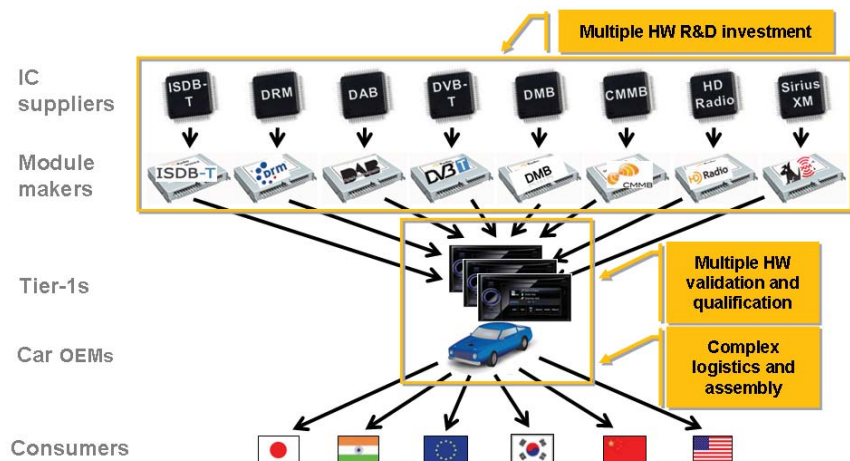 Multiple HW R&D investment
IC
suppliers
ISDB-
T
DRM
DAB
DVB-
T
DMB
CMMB
HD
Radio
Sirius
XM
Module
makers
ISDB-T
DRM
DAB
DVB T
DMB
CMMB
HD Radio
Tier-1s
Multiple HW
validation and
qualification
Car OEMs
Complex
logistics and
assembly
Consumers